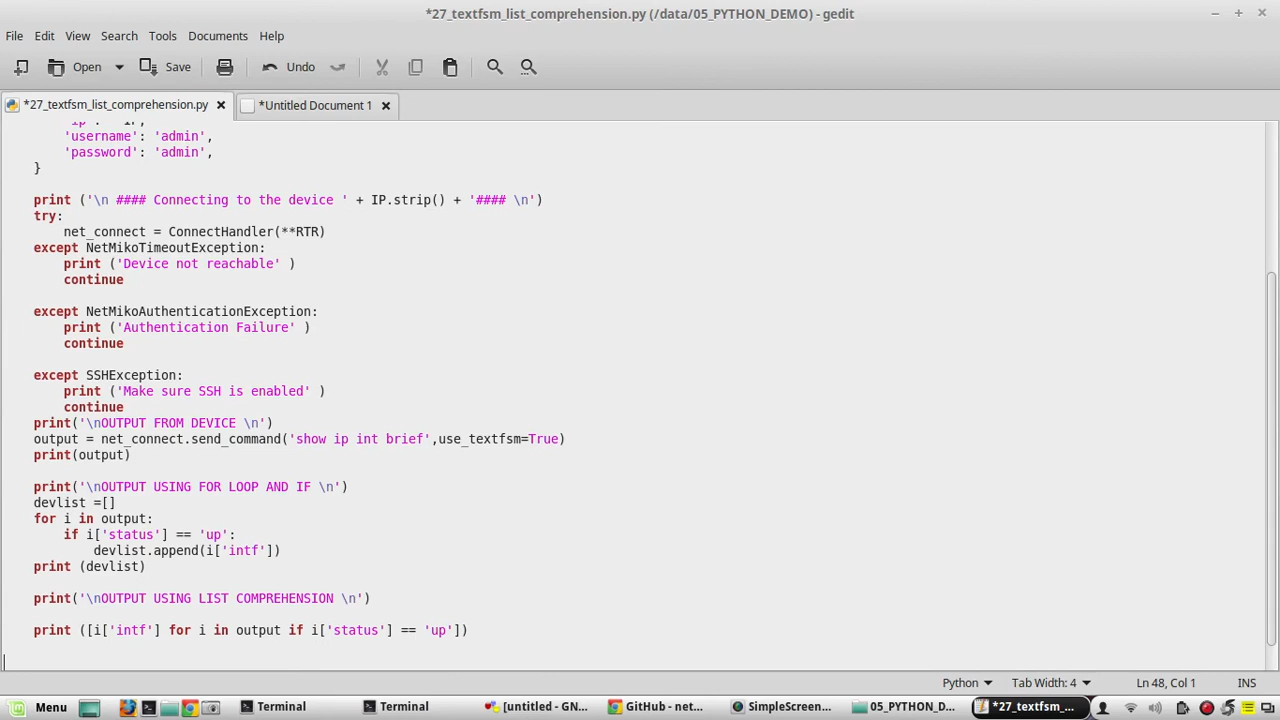 *27_textfsm_list_comprehension.py (/data/05_PYTHON_DEMO) - gedit
File Edit View Search Tools Documents Help
Open Save Undo
*27_textfsm_list_comprehension.py *Untitled Document 1
'ip': IP,
'username': 'admin',
'password': 'admin',
}
print ('\n #### Connecting to the device ' + IP.strip() + '#### \n')
try:
net_connect = ConnectHandler(**RTR)
except NetMikoTimeoutException:
print ('Device not reachable' )
continue
except NetMikoAuthenticationException:
print ('Authentication Failure' )
continue
except SSHException:
print ('Make sure SSH is enabled' )
continue
print('\nOUTPUT FROM DEVICE \n')
output = net_connect.send_command('show ip int brief',use_textfsm=True)
print(output)
print('\nOUTPUT USING FOR LOOP AND IF \n')
devlist =[]
for i in output:
if i['status'] == 'up':
devlist.append(i['intf'])
print (devlist)
print('\nOUTPUT USING LIST COMPREHENSION \n')
print ([i['intf'] for i in output if i['status'] == 'up'])
Python Tab Width: 4 Ln 48, Col 1 INS
Menu Terminal Terminal [untitled - GN... GitHub - net... SimpleScreen... 05_PYTHON_D... *27_textfsm_...